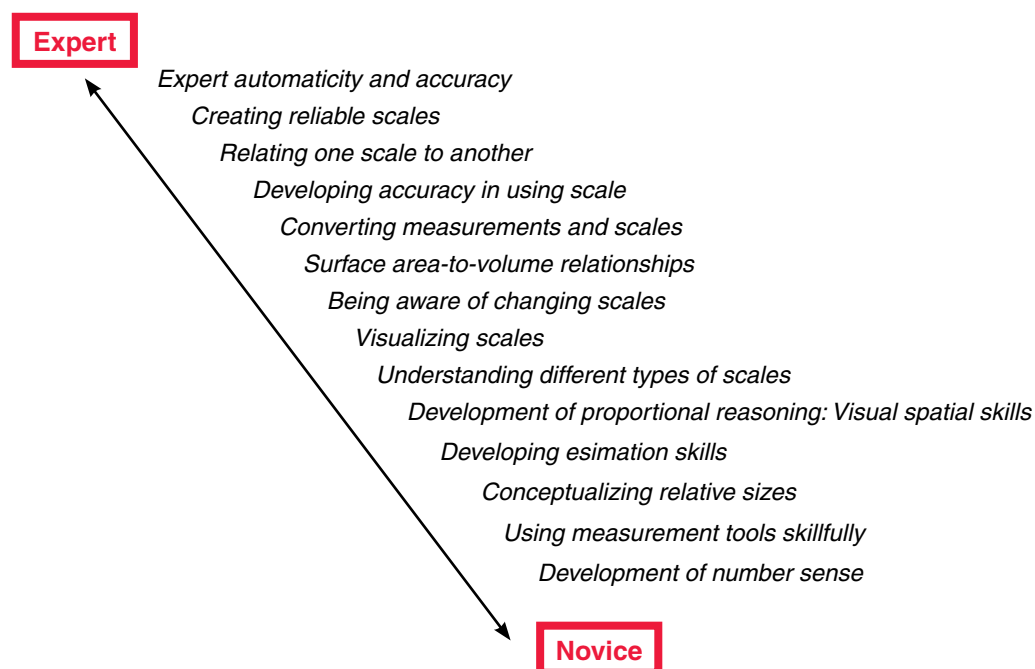 Expert
Expert automaticity and accuracy
Creating reliable scales
Relating one scale to another
Developing accuracy in using scale
Converting measurements and scales
Surface area-to-volume relationships
Being aware of changing scales
Visualizing scales
Understanding different types of scales
Development of proportional reasoning: Visual spatial skills
Developing esimation skills
Conceptualizing relative sizes
Using measurement tools skillfully
Development of number sense
Novice